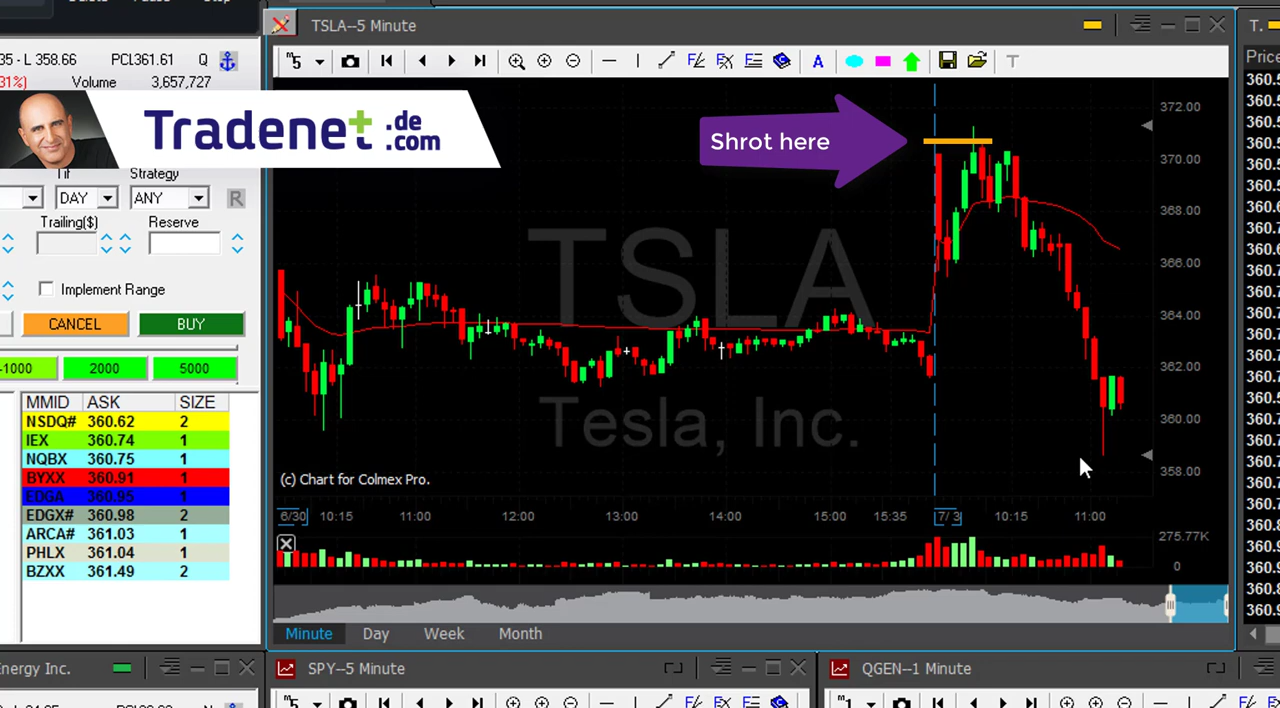 TSLA--5 Minute
35 - L 358.66 PCL361.61 Q
31%) Volume 3,657,727
5
A
T
T.
Price
Tradenet .de
.com
Shrot here
Tif Strategy
DAY ANY R
Trailing($) Reserve
Implement Range
CANCEL BUY
-1000 2000 5000
MMID ASK SIZE
NSDQ# 360.62 2
IEX 360.74 1
NQBX 360.75 1
BYXX 360.91 1
EDGA 360.95 1
EDGX# 360.98 2
ARCA# 361.03 1
PHLX 361.04 1
BZXX 361.49 2
TSLA
Tesla, Inc.
372.00
370.00
368.00
366.00
364.00
362.00
360.00
358.00
(c) Chart for Colmex Pro.
6/30 10:15 11:00 12:00 13:00 14:00 15:00 15:35 7/ 3 10:15 11:00
275.77K
0
Minute Day Week Month
Energy Inc.
SPY--5 Minute
QGEN--1 Minute